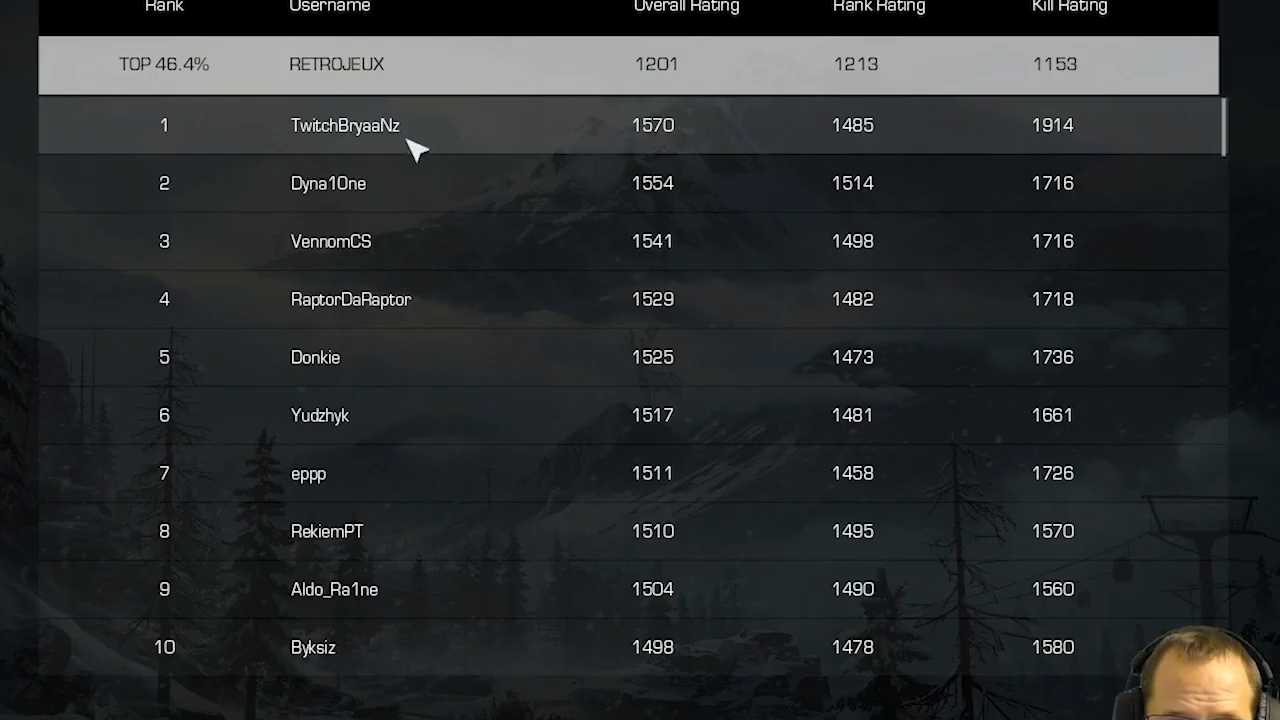 Rank Username Overall Rating Rank Rating Kill Rating
TOP 46.4% RETROJEUX 1201 1213 1153
1 TwitchBryaaNz 1570 1485 1914
2 Dyna1One 1554 1514 1716
3 VennomCS 1541 1498 1716
4 RaptorDaRaptor 1529 1482 1718
5 Donkie 1525 1473 1736
6 Yudzhyk 1517 1481 1661
7 eppp 1511 1458 1726
8 RekiemPT 1510 1495 1570
9 Aldo_Ra1ne 1504 1490 1560
10 Byksiz 1498 1478 1580